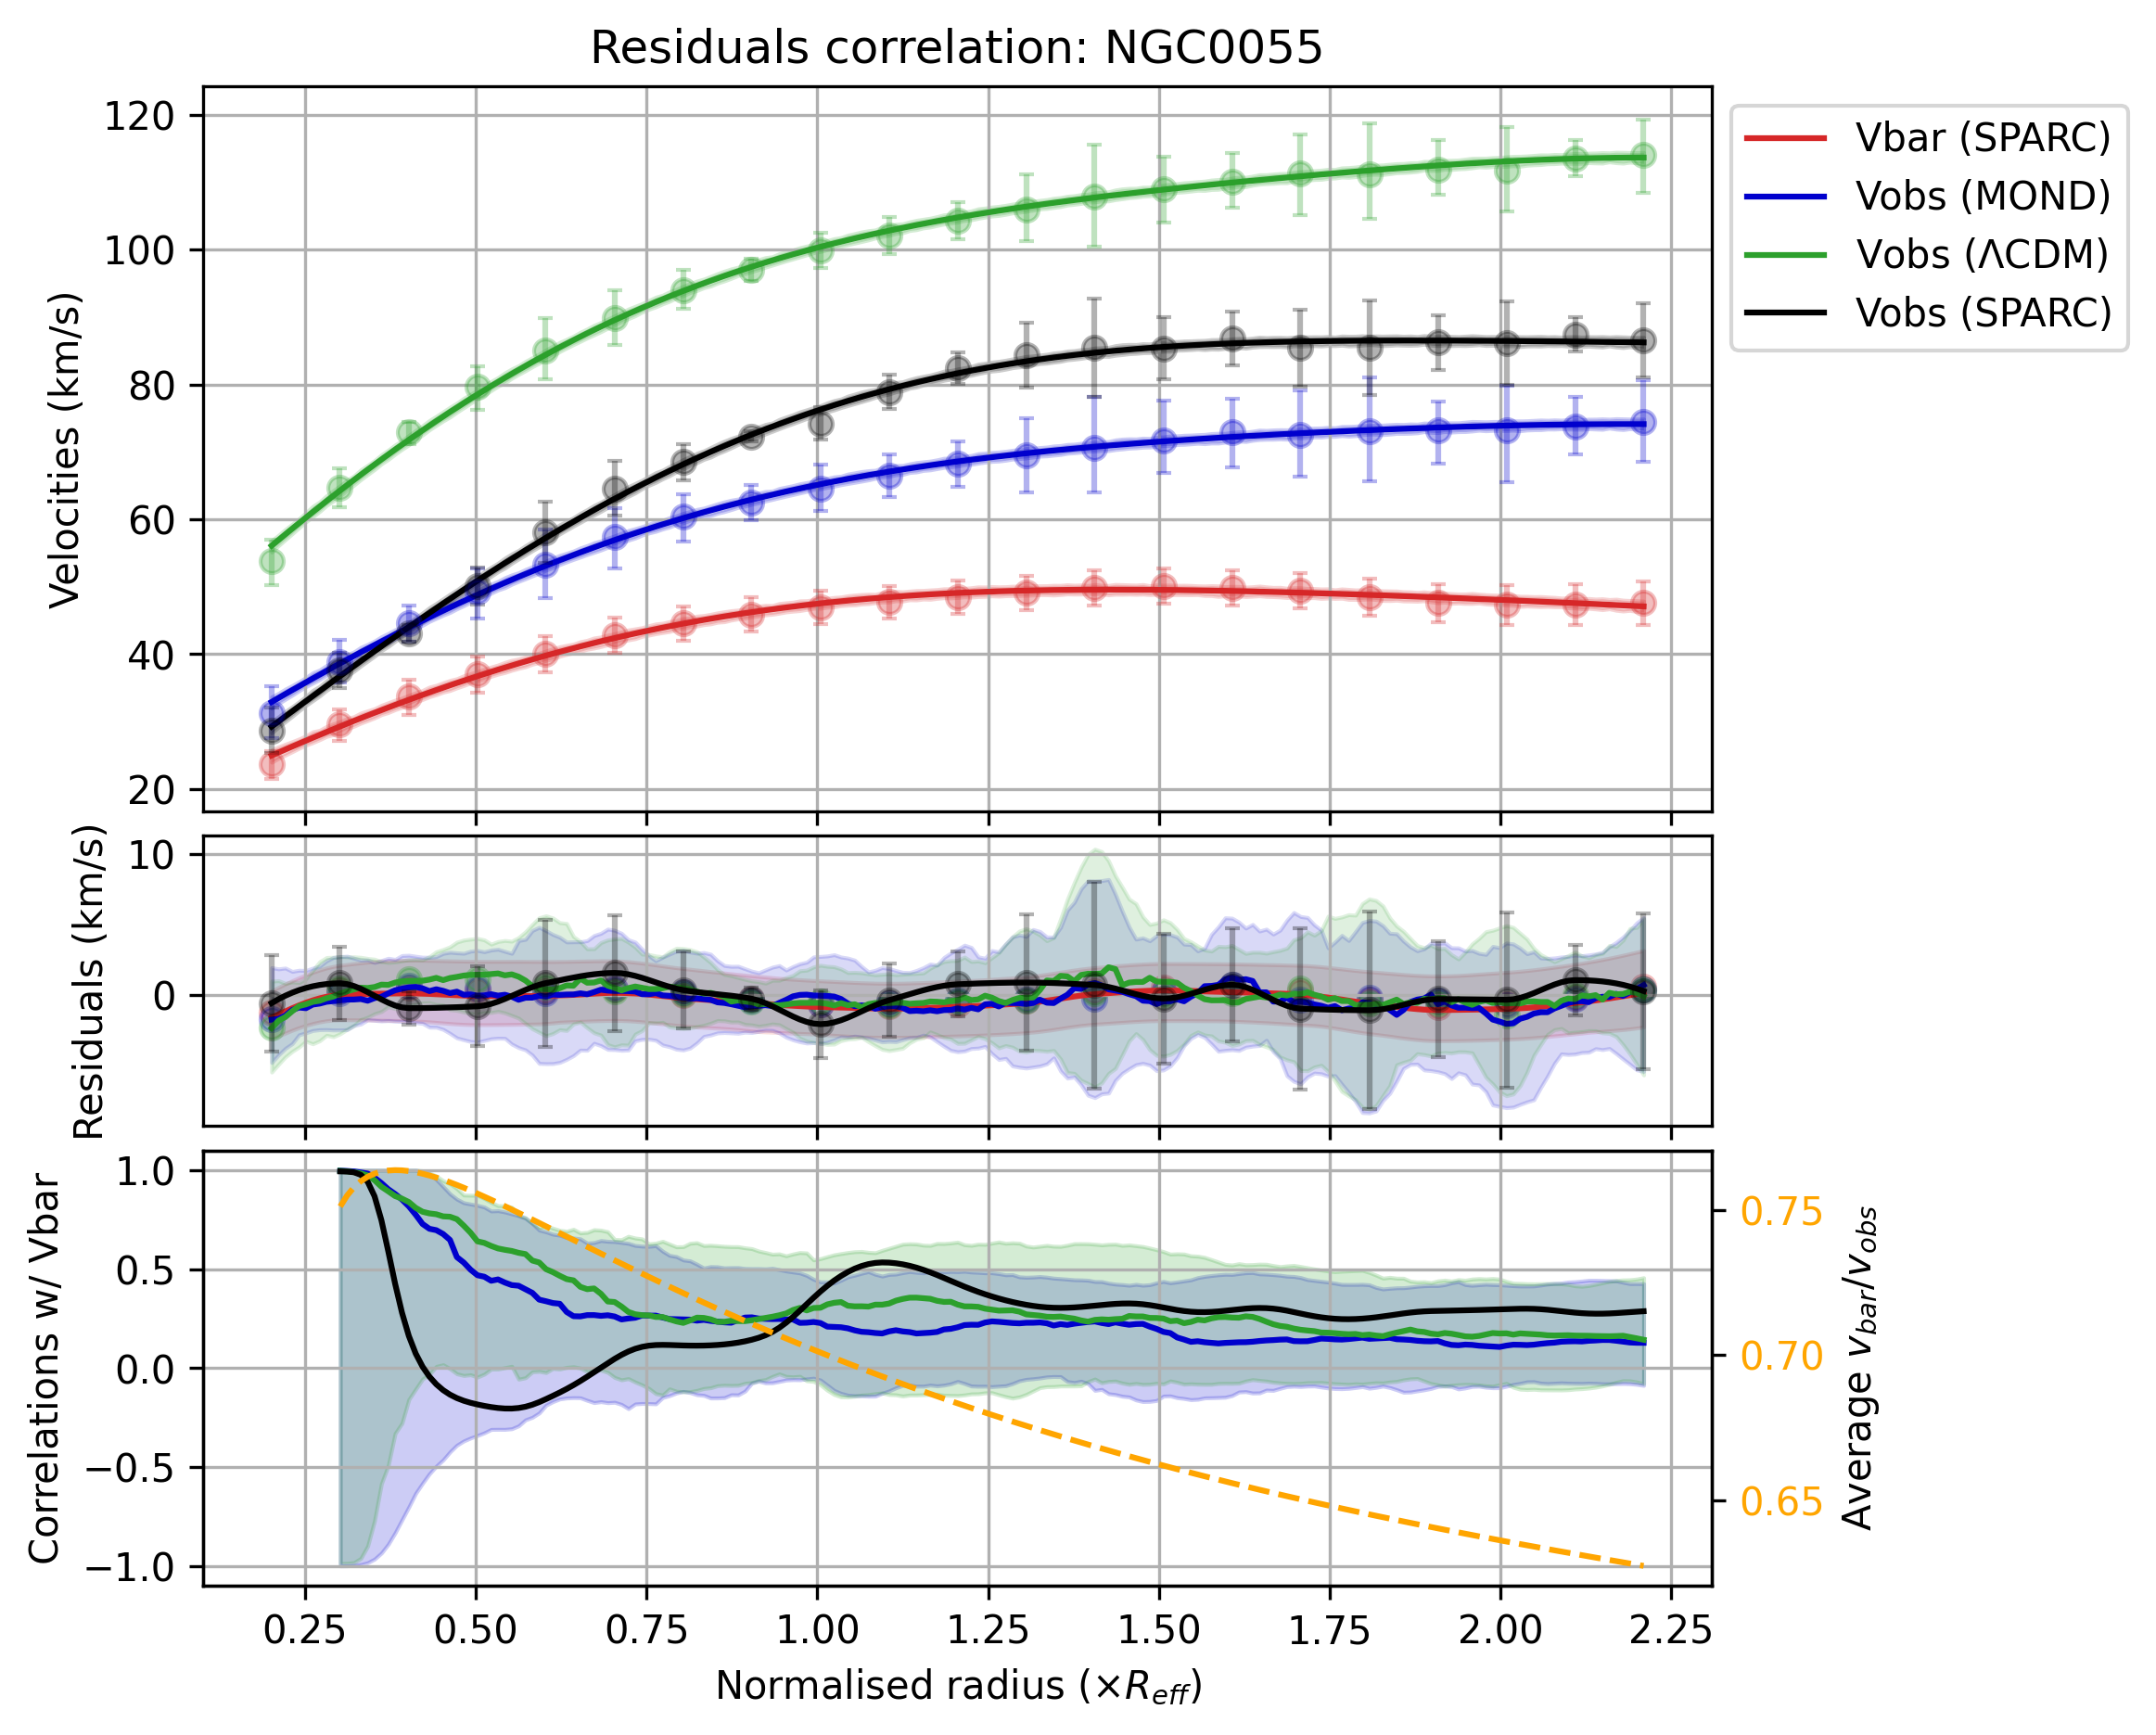 Residuals correlation: NGC0055
120
100
80
60
40
20
Velocities (km/s)
Vbar (SPARC)
Vobs (MOND)
Vobs (ΛCDM)
Vobs (SPARC)
10
0
Residuals (km/s)
1.0
0.5
0.0
−0.5
−1.0
Correlations w/ Vbar
0.75
0.70
0.65
Average v_bar/v_obs
0.25 0.50 0.75 1.00 1.25 1.50 1.75 2.00 2.25
Normalised radius (×R_eff)